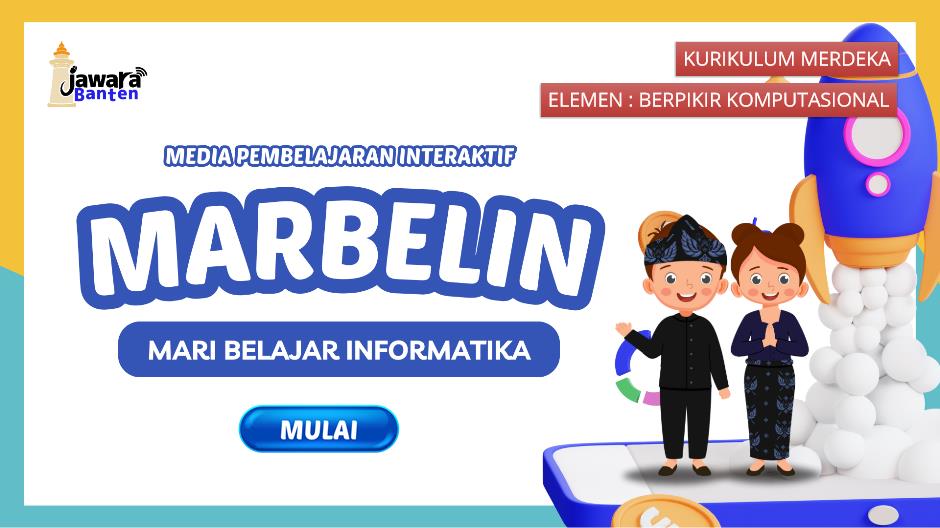 jawara
Banten
KURIKULUM MERDEKA
ELEMEN : BERPIKIR KOMPUTASIONAL
MEDIA PEMBELAJARAN INTERAKTIF
MARBELIN
MARI BELAJAR INFORMATIKA
MULAI